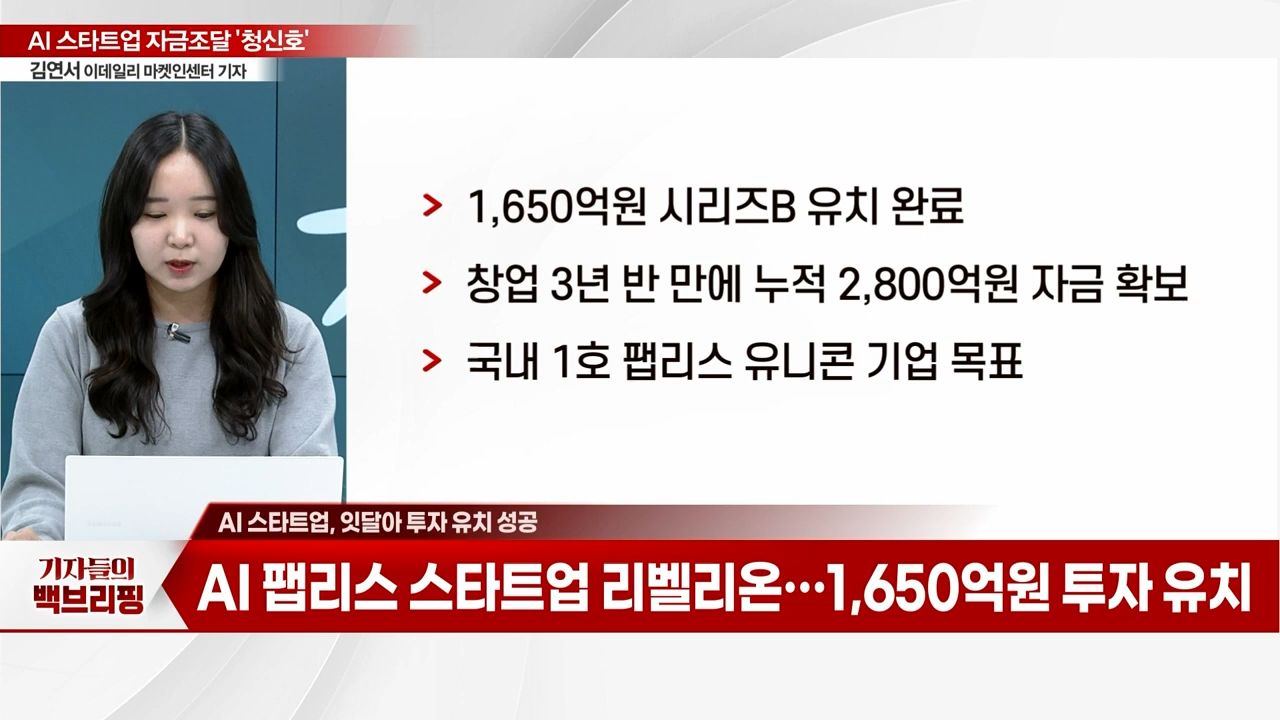 AI 스타트업 자금조달 '청신호'
김연서 이데일리 마켓인센터 기자
> 1,650억원 시리즈B 유치 완료
> 창업 3년 반 만에 누적 2,800억원 자금 확보
> 국내 1호 팹리스 유니콘 기업 목표
AI 스타트업, 잇달아 투자 유치 성공
기자들의
백브리핑
AI 팹리스 스타트업 리벨리온…1,650억원 투자 유치